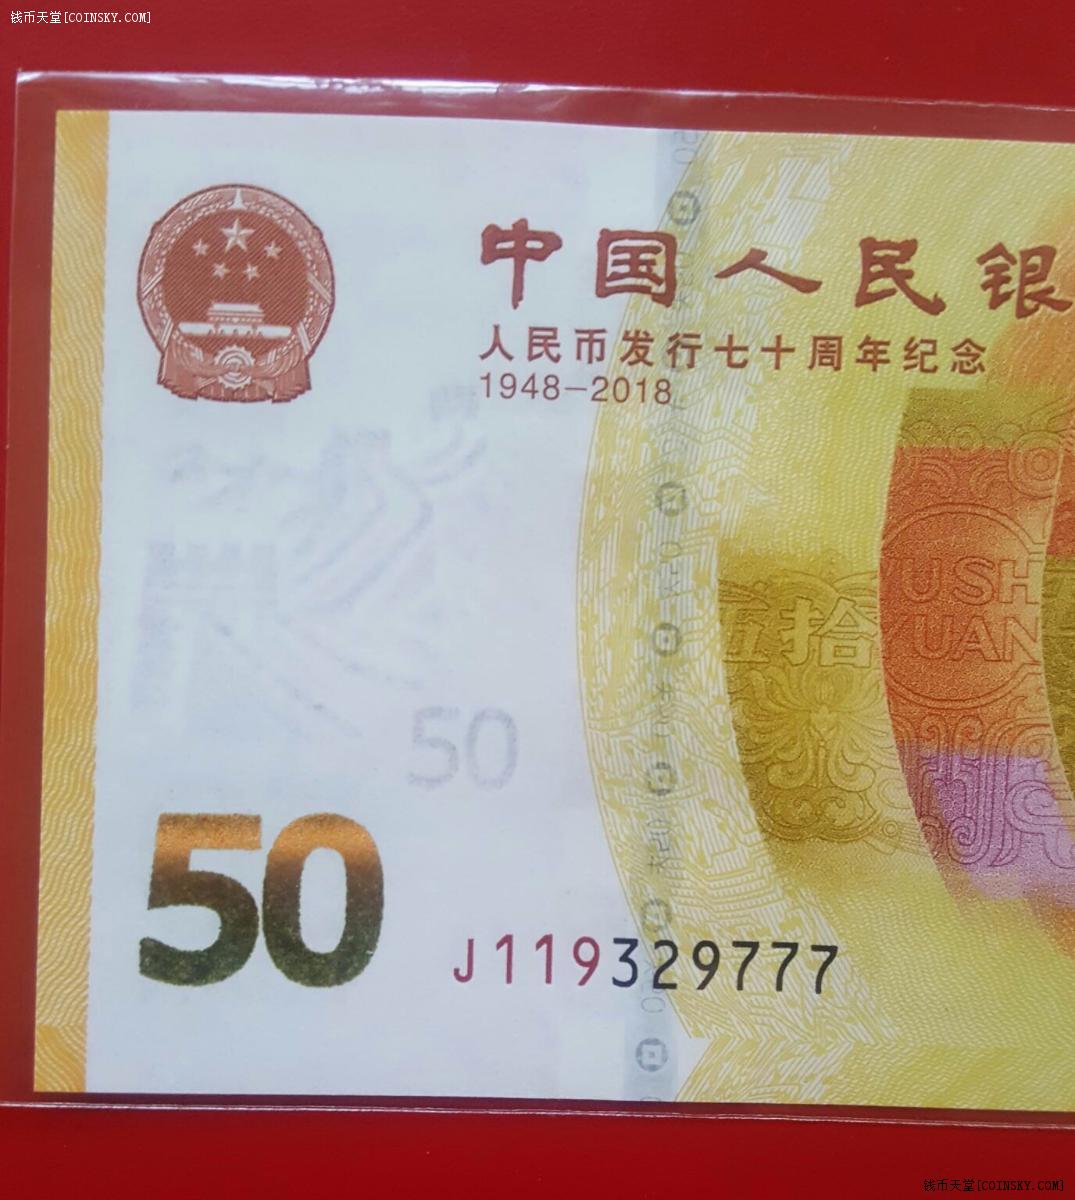 钱币天堂[COINSKY.COM]
中国人民银
人民币发行七十周年纪念
1948-2018
USH
伍拾
YUAN
50
50
J119329777
钱币天堂[COINSKY.COM]